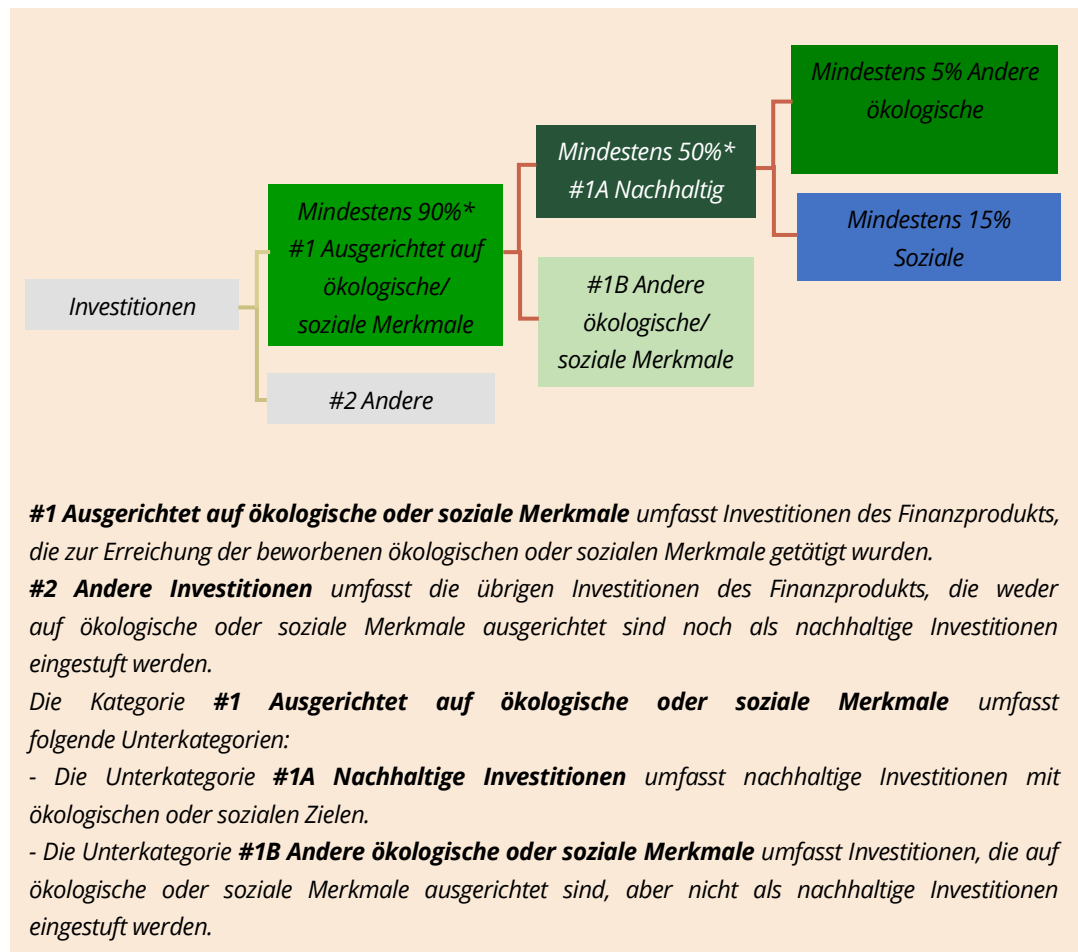 Mindestens 5% Andere
ökologische
Mindestens 50%*
#1A Nachhaltig
Mindestens 90%*
#1 Ausgerichtet auf
ökologische/
soziale Merkmale
Mindestens 15%
Soziale
#1B Andere
ökologische/
soziale Merkmale
Investitionen
#2 Andere
#1 Ausgerichtet auf ökologische oder soziale Merkmale umfasst Investitionen des Finanzprodukts,
die zur Erreichung der beworbenen ökologischen oder sozialen Merkmale getätigt wurden.
#2 Andere Investitionen umfasst die übrigen Investitionen des Finanzprodukts, die weder
auf ökologische oder soziale Merkmale ausgerichtet sind noch als nachhaltige Investitionen
eingestuft werden.
Die Kategorie #1 Ausgerichtet auf ökologische oder soziale Merkmale umfasst
folgende Unterkategorien:
- Die Unterkategorie #1A Nachhaltige Investitionen umfasst nachhaltige Investitionen mit
ökologischen oder sozialen Zielen.
- Die Unterkategorie #1B Andere ökologische oder soziale Merkmale umfasst Investitionen, die auf
ökologische oder soziale Merkmale ausgerichtet sind, aber nicht als nachhaltige Investitionen
eingestuft werden.